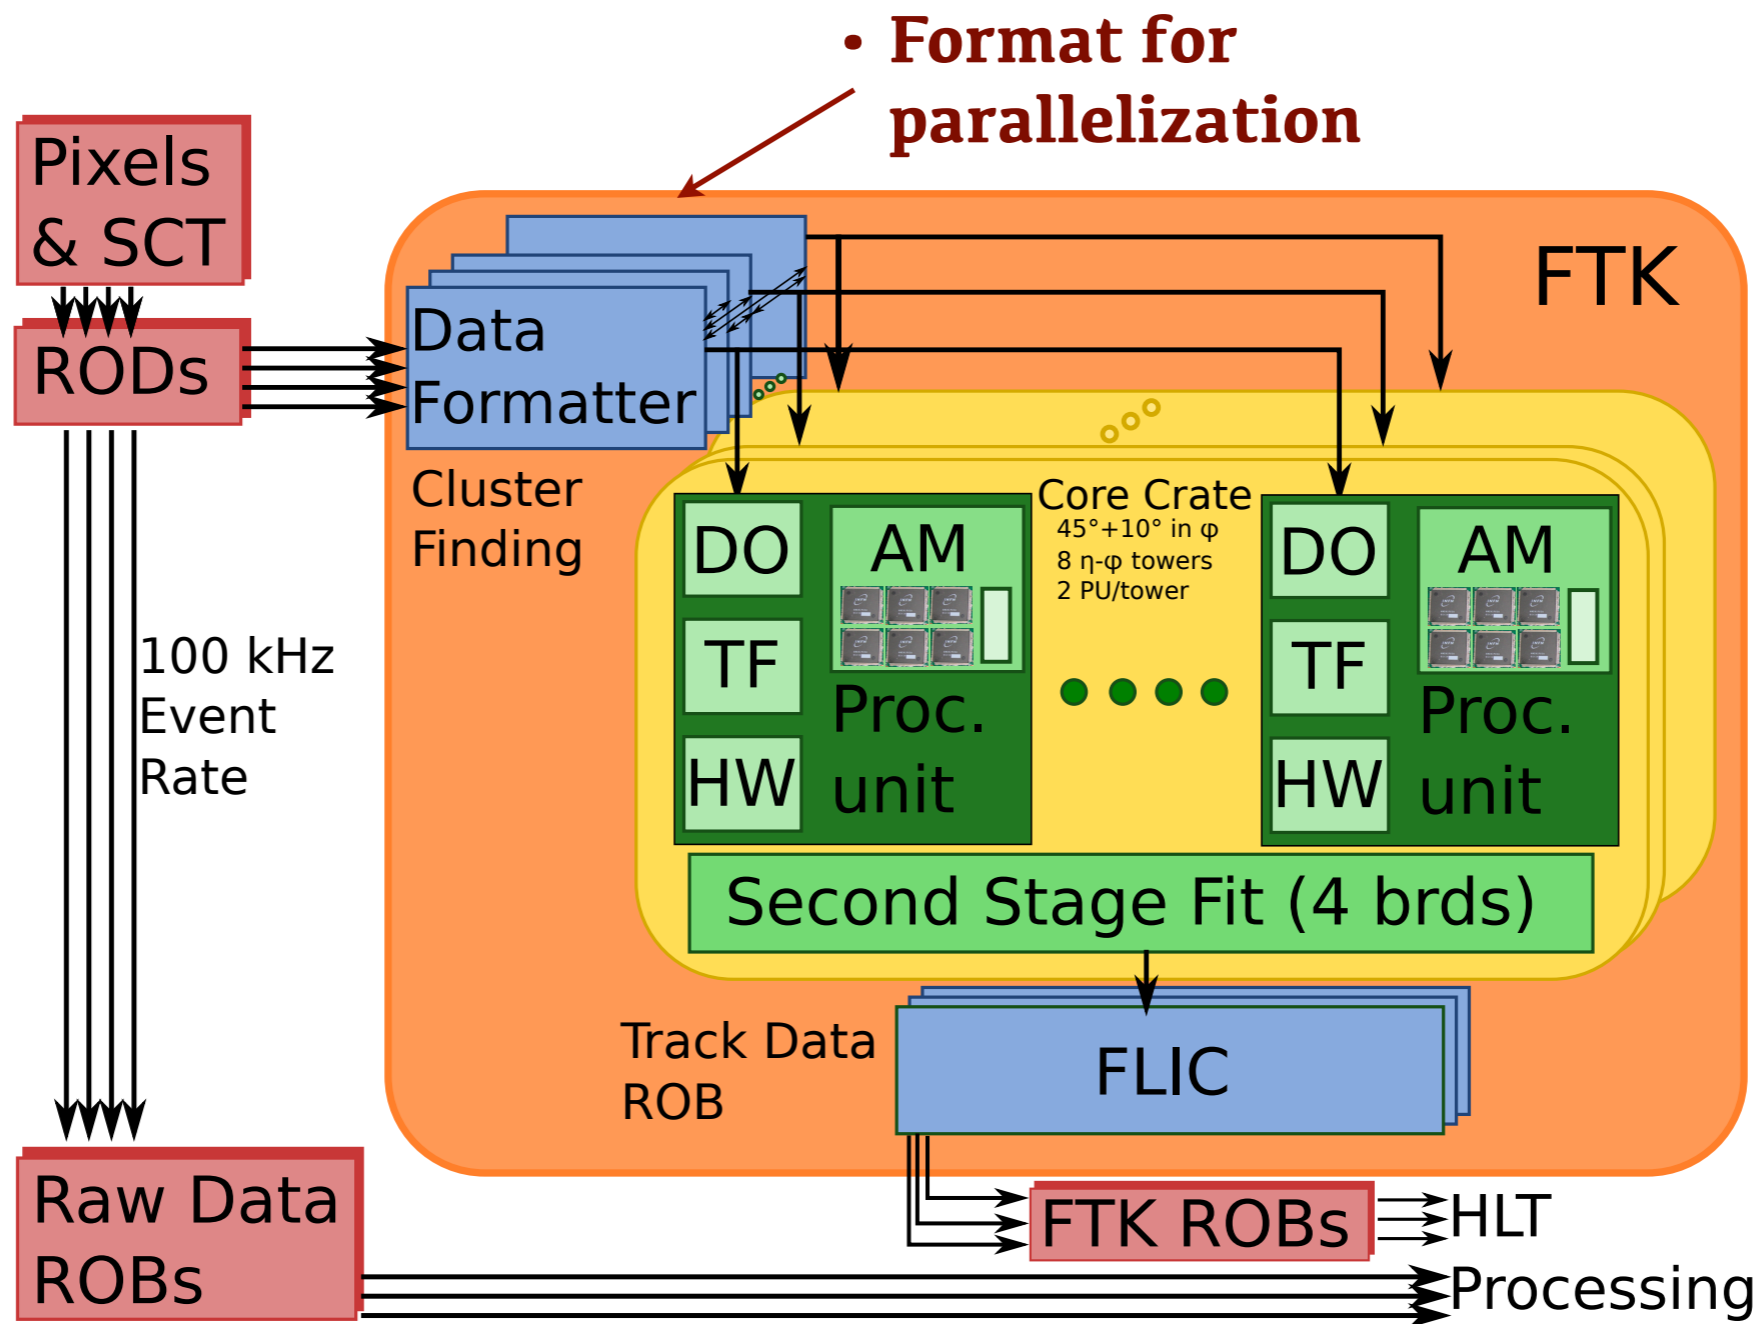 • Format for
parallelization
Pixels
& SCT
FTK
RODs
Data
Formatter
Cluster
Finding
Core Crate
45°+10° in φ
8 η-φ towers
2 PU/tower
DO
AM
TF
HW
Proc.
unit
DO
AM
TF
HW
Proc.
unit
100 kHz
Event
Rate
Second Stage Fit (4 brds)
Track Data
ROB
FLIC
Raw Data
ROBs
FTK ROBs
HLT
Processing